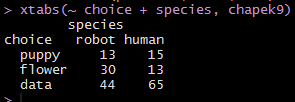 > xtabs(~ choice + species, chapek9)
        species
choice   robot human
  puppy     13    15
  flower    30    13
  data      44    65
>